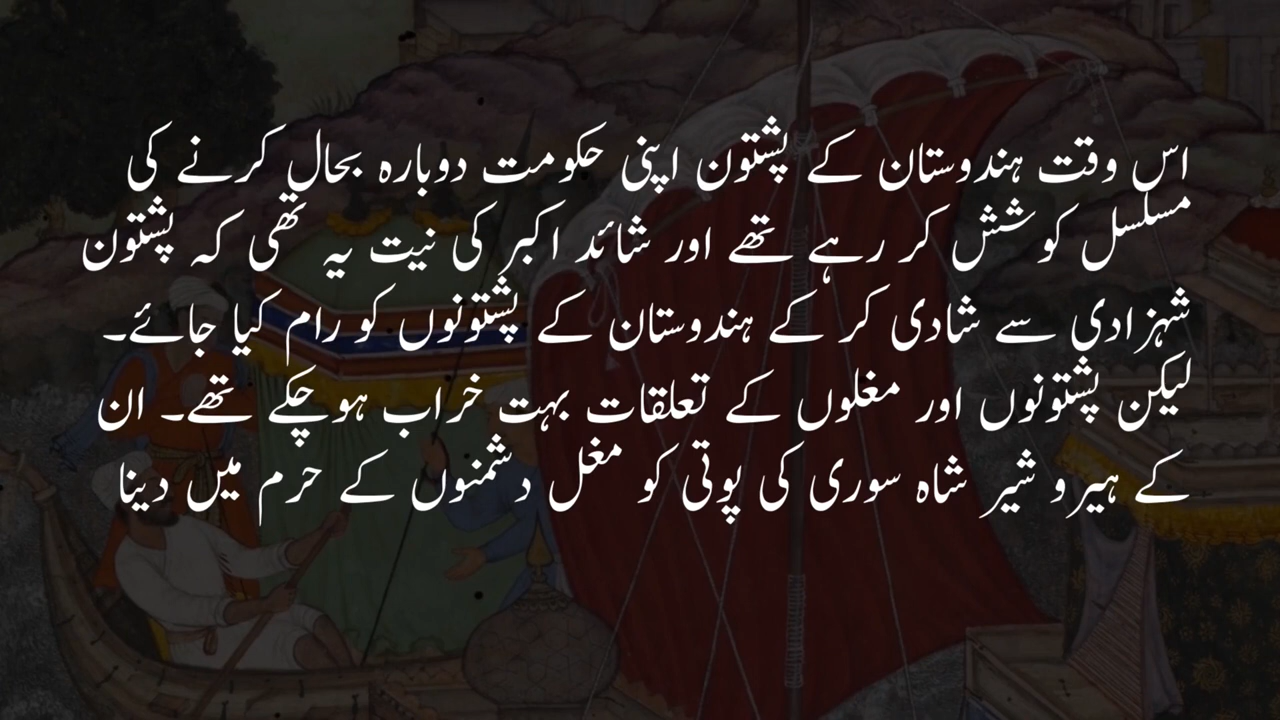 اس وقت ہندوستان کے پشتون اپنی حکومت دوبارہ بحال کرنے کی
مسلسل کوشش کر رہے تھے اور شائد اکبر کی نیت یہ تھی کہ پشتون
شہزادی سے شادی کر کے ہندوستان کے پشتونوں کو رام کیا جائے۔
لیکن پشتونوں اور مغلوں کے تعلقات بہت خراب ہوچکے تھے۔ ان
کے ہیرو شیر شاہ سوری کی پوتی کو مغل دشمنوں کے حرم میں دینا